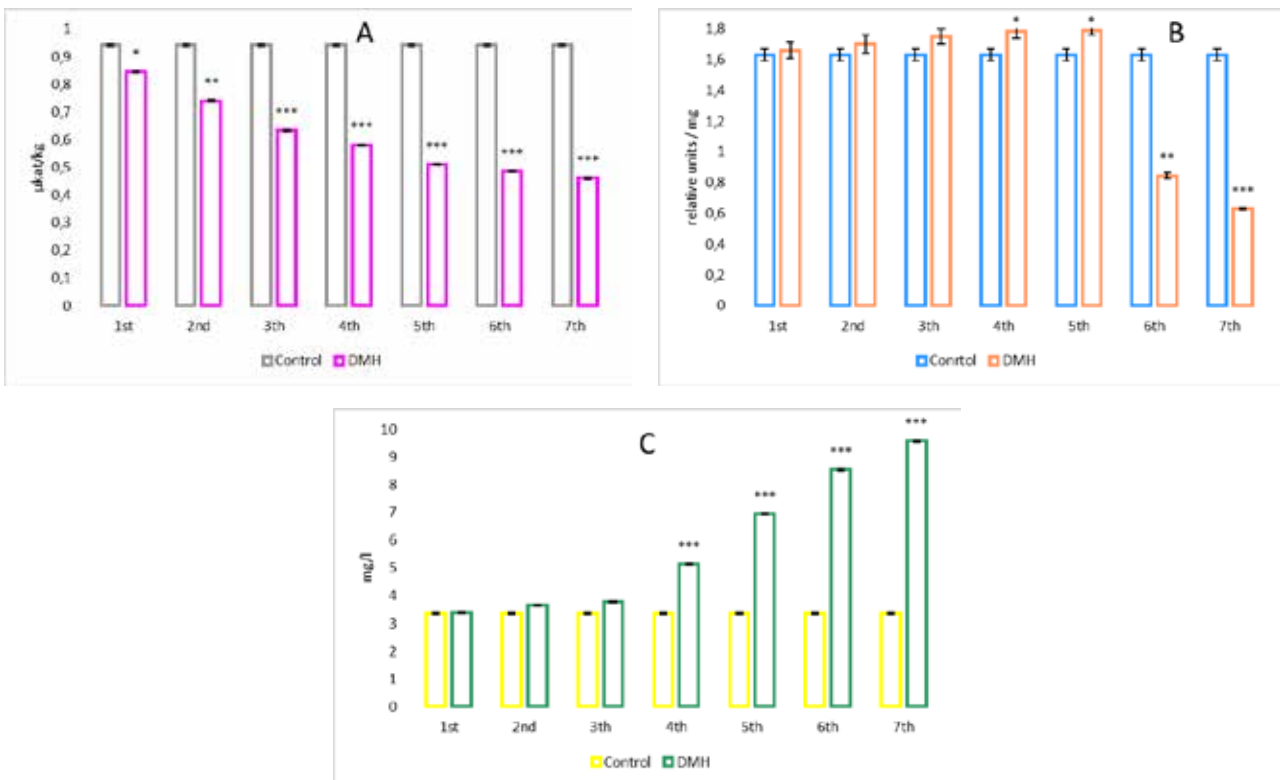 A
µkat/kg
1
0,9
0,8
0,7
0,6
0,5
0,4
0,3
0,2
0,1
0
* ** *** *** *** *** ***
1st 2nd 3th 4th 5th 6th 7th
Control DMH
B
relative units / mg
1,8
1,6
1,4
1,2
1
0,8
0,6
0,4
0,2
0
* * ** ***
1st 2nd 3th 4th 5th 6th 7th
Conrtol DMH
C
mg/l
10
9
8
7
6
5
4
3
2
1
0
*** *** *** ***
1st 2nd 3th 4th 5th 6th 7th
Control DMH